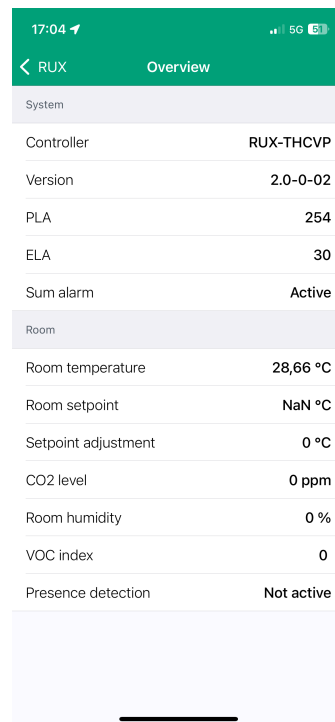 17:04 5G 51
RUX Overview
System
Controller RUX-THCVP
Version 2.0-0-02
PLA 254
ELA 30
Sum alarm Active
Room
Room temperature 28,66 °C
Room setpoint NaN °C
Setpoint adjustment 0 °C
CO2 level 0 ppm
Room humidity 0 %
VOC index 0
Presence detection Not active